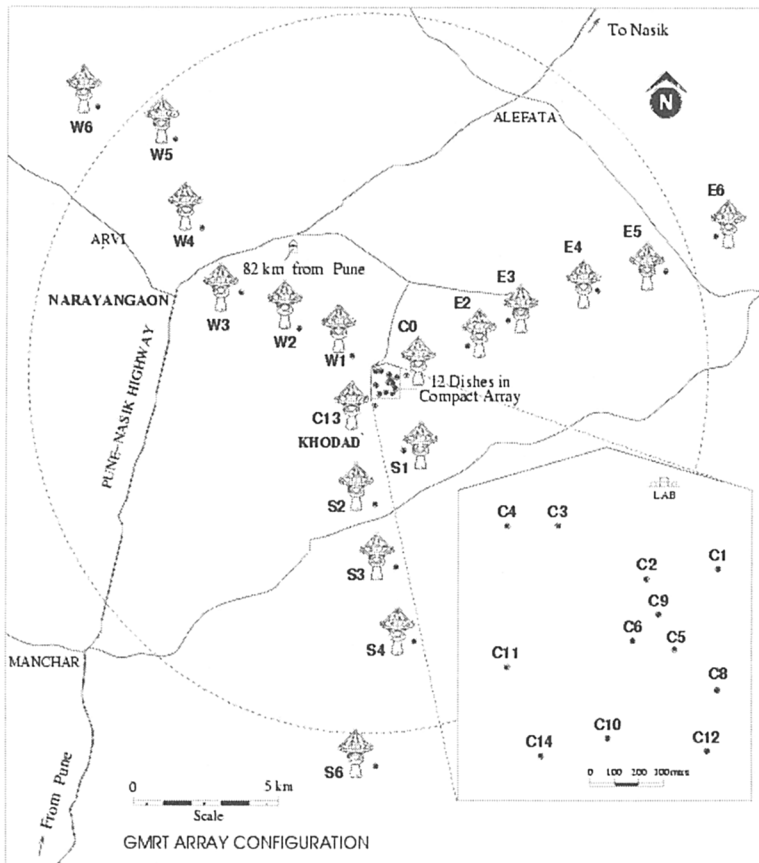 To Nasik
N
ALEFATA
W6
W5
E6
W4
ARVI
E5
E4
82 km from Pune
E3
NARAYANGAON
E2
W3
W2
C0
W1
12 Dishes in
Compact Array
C13
KHODAD
PUNE-NASIK HIGHWAY
S1
S2
LAB
C4
C3
C1
S3
C2
C9
C6
C5
S4
MANCHAR
C11
C8
C10
C12
C14
S6
0
5 km
Scale
0 100 200 300mts
From Pune
GMRT ARRAY CONFIGURATION